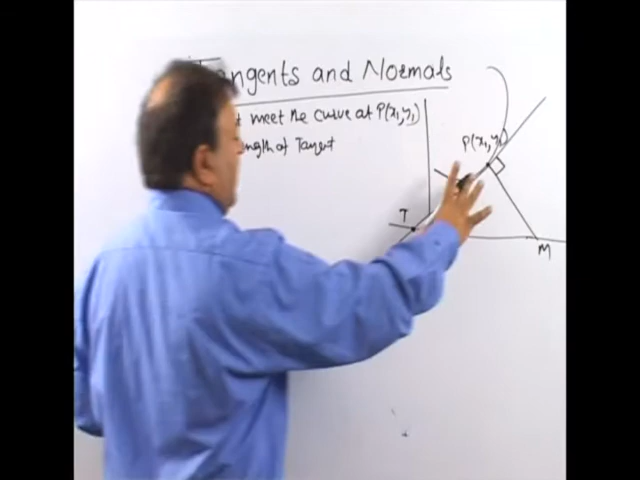 Tangents and Normals
meet the curve at P(x₁,y₁)
Length of Tangent
P(x₁,y₁)
T
M